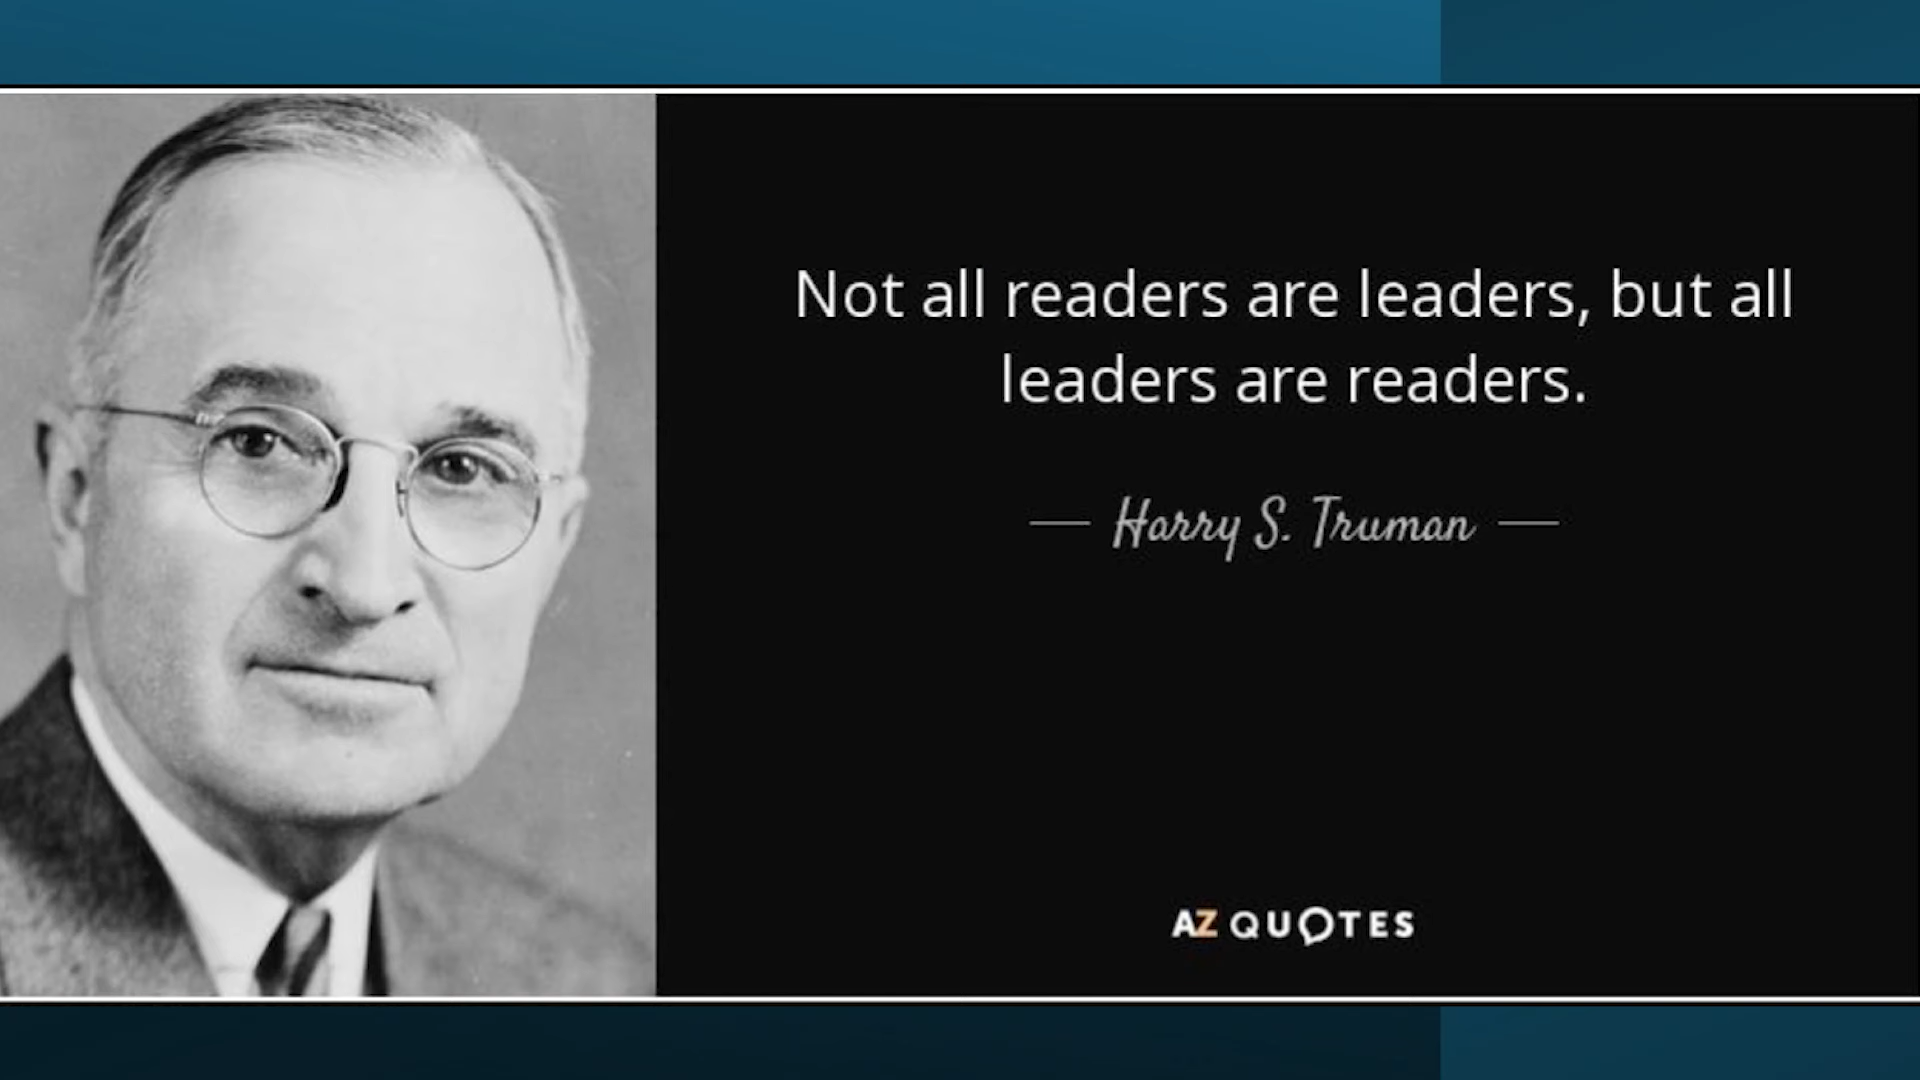 Not all readers are leaders, but all
leaders are readers.
— Harry S. Truman —
AZ QUOTES